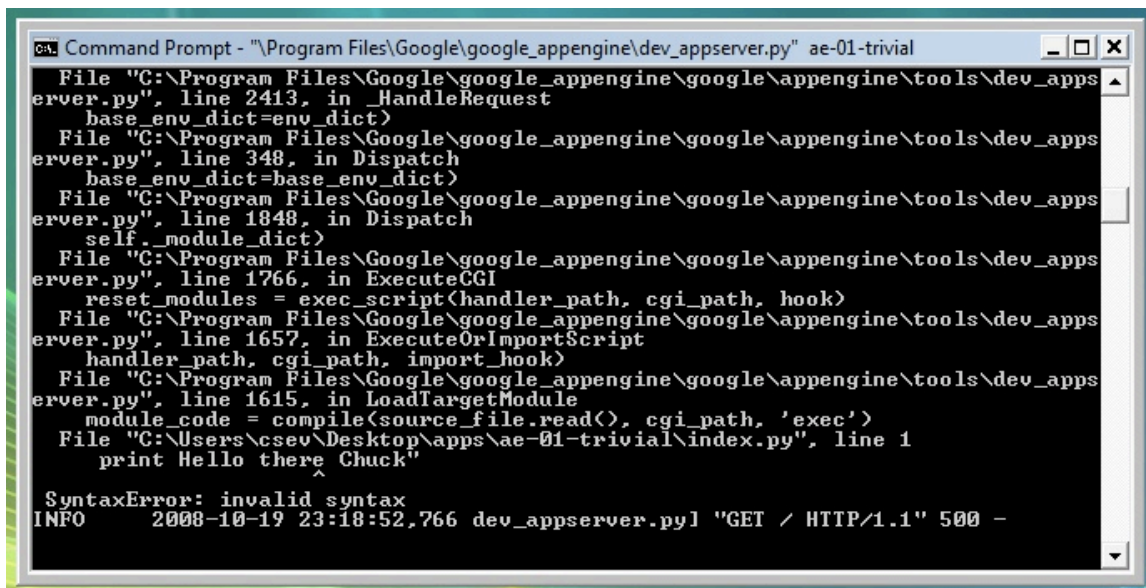 C:\. Command Prompt - "\Program Files\Google\google_appengine\dev_appserver.py" ae-01-trivial
  File "C:\Program Files\Google\google_appengine\google\appengine\tools\dev_apps
erver.py", line 2413, in _HandleRequest
    base_env_dict=env_dict)
  File "C:\Program Files\Google\google_appengine\google\appengine\tools\dev_apps
erver.py", line 348, in Dispatch
    base_env_dict=base_env_dict)
  File "C:\Program Files\Google\google_appengine\google\appengine\tools\dev_apps
erver.py", line 1848, in Dispatch
    self._module_dict)
  File "C:\Program Files\Google\google_appengine\google\appengine\tools\dev_apps
erver.py", line 1766, in ExecuteCGI
    reset_modules = exec_script(handler_path, cgi_path, hook)
  File "C:\Program Files\Google\google_appengine\google\appengine\tools\dev_apps
erver.py", line 1657, in ExecuteOrImportScript
    handler_path, cgi_path, import_hook)
  File "C:\Program Files\Google\google_appengine\google\appengine\tools\dev_apps
erver.py", line 1615, in LoadTargetModule
    module_code = compile(source_file.read(), cgi_path, 'exec')
  File "C:\Users\csev\Desktop\apps\ae-01-trivial\index.py", line 1
     print Hello there Chuck"
                     ^
 SyntaxError: invalid syntax
INFO     2008-10-19 23:18:52,766 dev_appserver.py] "GET / HTTP/1.1" 500 -